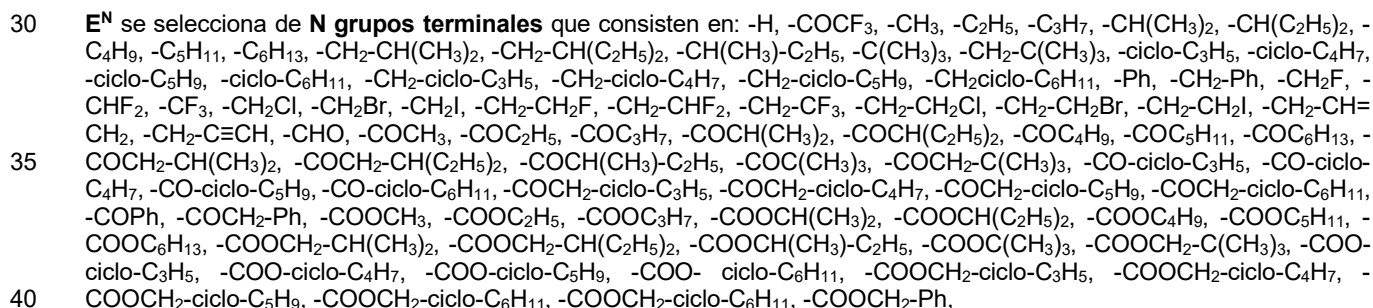 30 E^N se selecciona de N grupos terminales que consisten en: -H, -COCF₃, -CH₃, -C₂H₅, -C₃H₇, -CH(CH₃)₂, -CH(C₂H₅)₂, -
C₄H₉, -C₅H₁₁, -C₆H₁₃, -CH₂-CH(CH₃)₂, -CH₂-CH(C₂H₅)₂, -CH(CH₃)-C₂H₅, -C(CH₃)₃, -CH₂-C(CH₃)₃, -ciclo-C₃H₅, -ciclo-C₄H₇,
-ciclo-C₅H₉, -ciclo-C₆H₁₁, -CH₂-ciclo-C₃H₅, -CH₂-ciclo-C₄H₇, -CH₂-ciclo-C₅H₉, -CH₂ciclo-C₆H₁₁, -Ph, -CH₂-Ph, -CH₂F, -
CHF₂, -CF₃, -CH₂Cl, -CH₂Br, -CH₂I, -CH₂-CH₂F, -CH₂-CHF₂, -CH₂-CF₃, -CH₂-CH₂Cl, -CH₂-CH₂Br, -CH₂-CH₂I, -CH₂-CH=
CH₂, -CH₂-C≡CH, -CHO, -COCH₃, -COC₂H₅, -COC₃H₇, -COCH(CH₃)₂, -COCH(C₂H₅)₂, -COC₄H₉, -COC₅H₁₁, -COC₆H₁₃, -
35 COCH₂-CH(CH₃)₂, -COCH₂-CH(C₂H₅)₂, -COCH(CH₃)-C₂H₅, -COC(CH₃)₃, -COCH₂-C(CH₃)₃, -CO-ciclo-C₃H₅, -CO-ciclo-
C₄H₇, -CO-ciclo-C₅H₉, -CO-ciclo-C₆H₁₁, -COCH₂-ciclo-C₃H₅, -COCH₂-ciclo-C₄H₇, -COCH₂-ciclo-C₅H₉, -COCH₂-ciclo-C₆H₁₁,
-COPh, -COCH₂-Ph, -COOCH₃, -COOC₂H₅, -COOC₃H₇, -COOCH(CH₃)₂, -COOCH(C₂H₅)₂, -COOC₄H₉, -COOC₅H₁₁, -
COOC₆H₁₃, -COOCH₂-CH(CH₃)₂, -COOCH₂-CH(C₂H₅)₂, -COOCH(CH₃)-C₂H₅, -COOC(CH₃)₃, -COOCH₂-C(CH₃)₃, -COO-
ciclo-C₃H₅, -COO-ciclo-C₄H₇, -COO-ciclo-C₅H₉, -COO- ciclo-C₆H₁₁, -COOCH₂-ciclo-C₃H₅, -COOCH₂-ciclo-C₄H₇, -
40 COOCH₂-ciclo-C₅H₉, -COOCH₂-ciclo-C₆H₁₁, -COOCH₂-ciclo-C₆H₁₁, -COOCH₂-Ph,